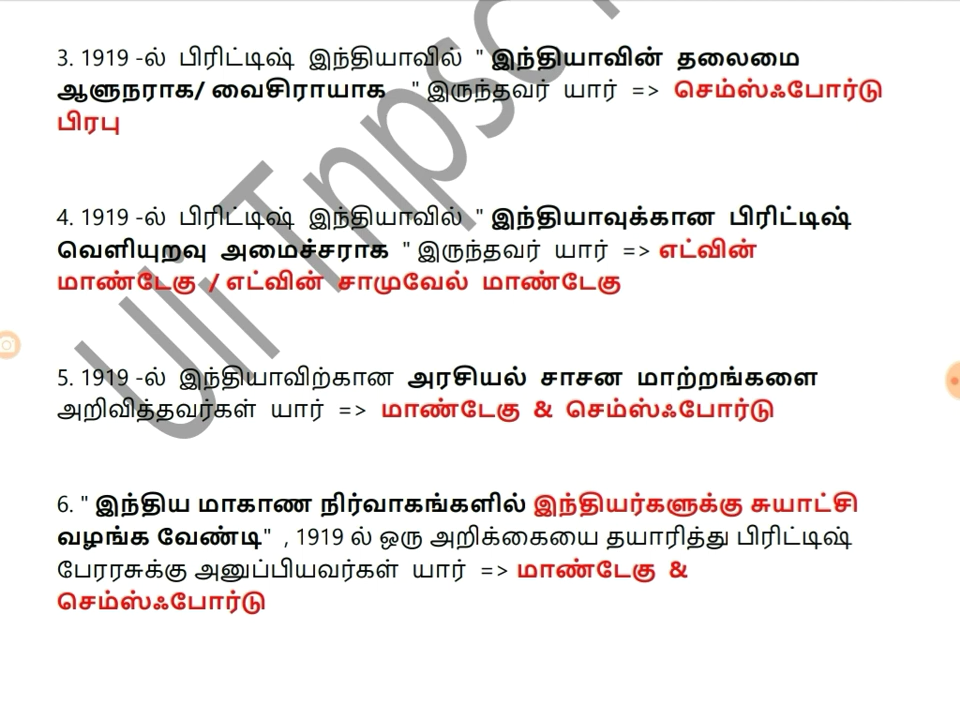 3. 1919 -ல் பிரிட்டிஷ் இந்தியாவில் " இந்தியாவின் தலைமை
ஆளுநராக/ வைசிராயாக " இருந்தவர் யார் => செம்ஸ்ஃபோர்டு
பிரபு
4. 1919 -ல் பிரிட்டிஷ் இந்தியாவில் " இந்தியாவுக்கான பிரிட்டிஷ்
வெளியுறவு அமைச்சராக " இருந்தவர் யார் => எட்வின்
மாண்டேகு / எட்வின் சாமுவேல் மாண்டேகு
5. 1919 -ல் இந்தியாவிற்கான அரசியல் சாசன மாற்றங்களை
அறிவித்தவர்கள் யார் => மாண்டேகு & செம்ஸ்ஃபோர்டு
6. " இந்திய மாகாண நிர்வாகங்களில் இந்தியர்களுக்கு சுயாட்சி
வழங்க வேண்டி" , 1919 ல் ஒரு அறிக்கையை தயாரித்து பிரிட்டிஷ்
பேரரசுக்கு அனுப்பியவர்கள் யார் => மாண்டேகு &
செம்ஸ்ஃபோர்டு
Tnpsc